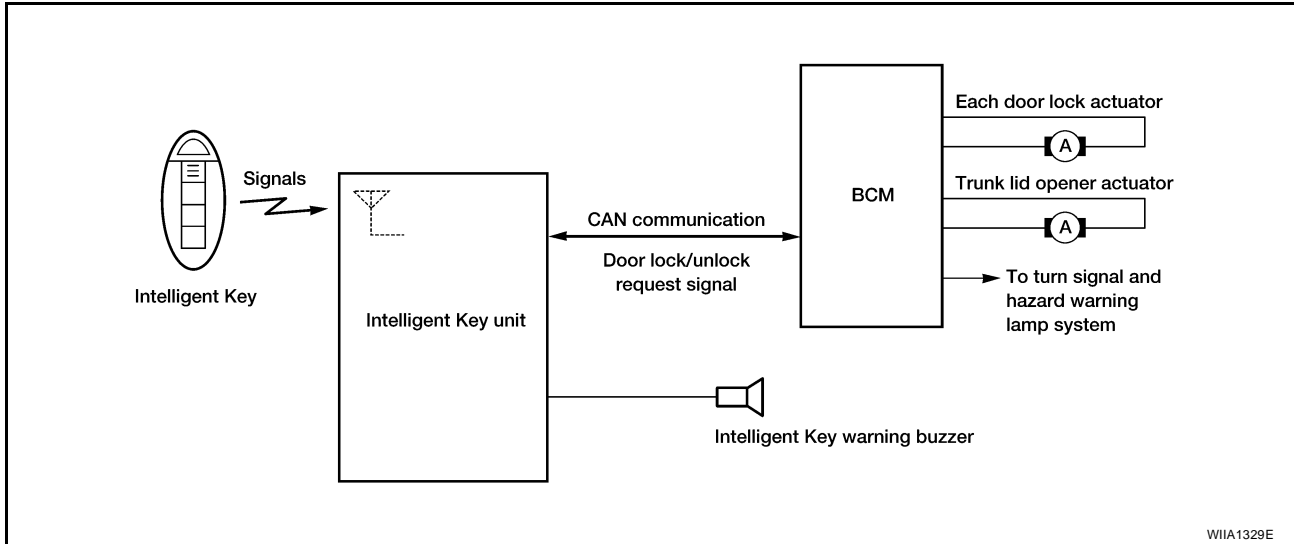 Signals
Intelligent Key
Intelligent Key unit
CAN communication
Door lock/unlock
request signal
Intelligent Key warning buzzer
BCM
Each door lock actuator
A
Trunk lid opener actuator
A
To turn signal and
hazard warning
lamp system
WIIA1329E